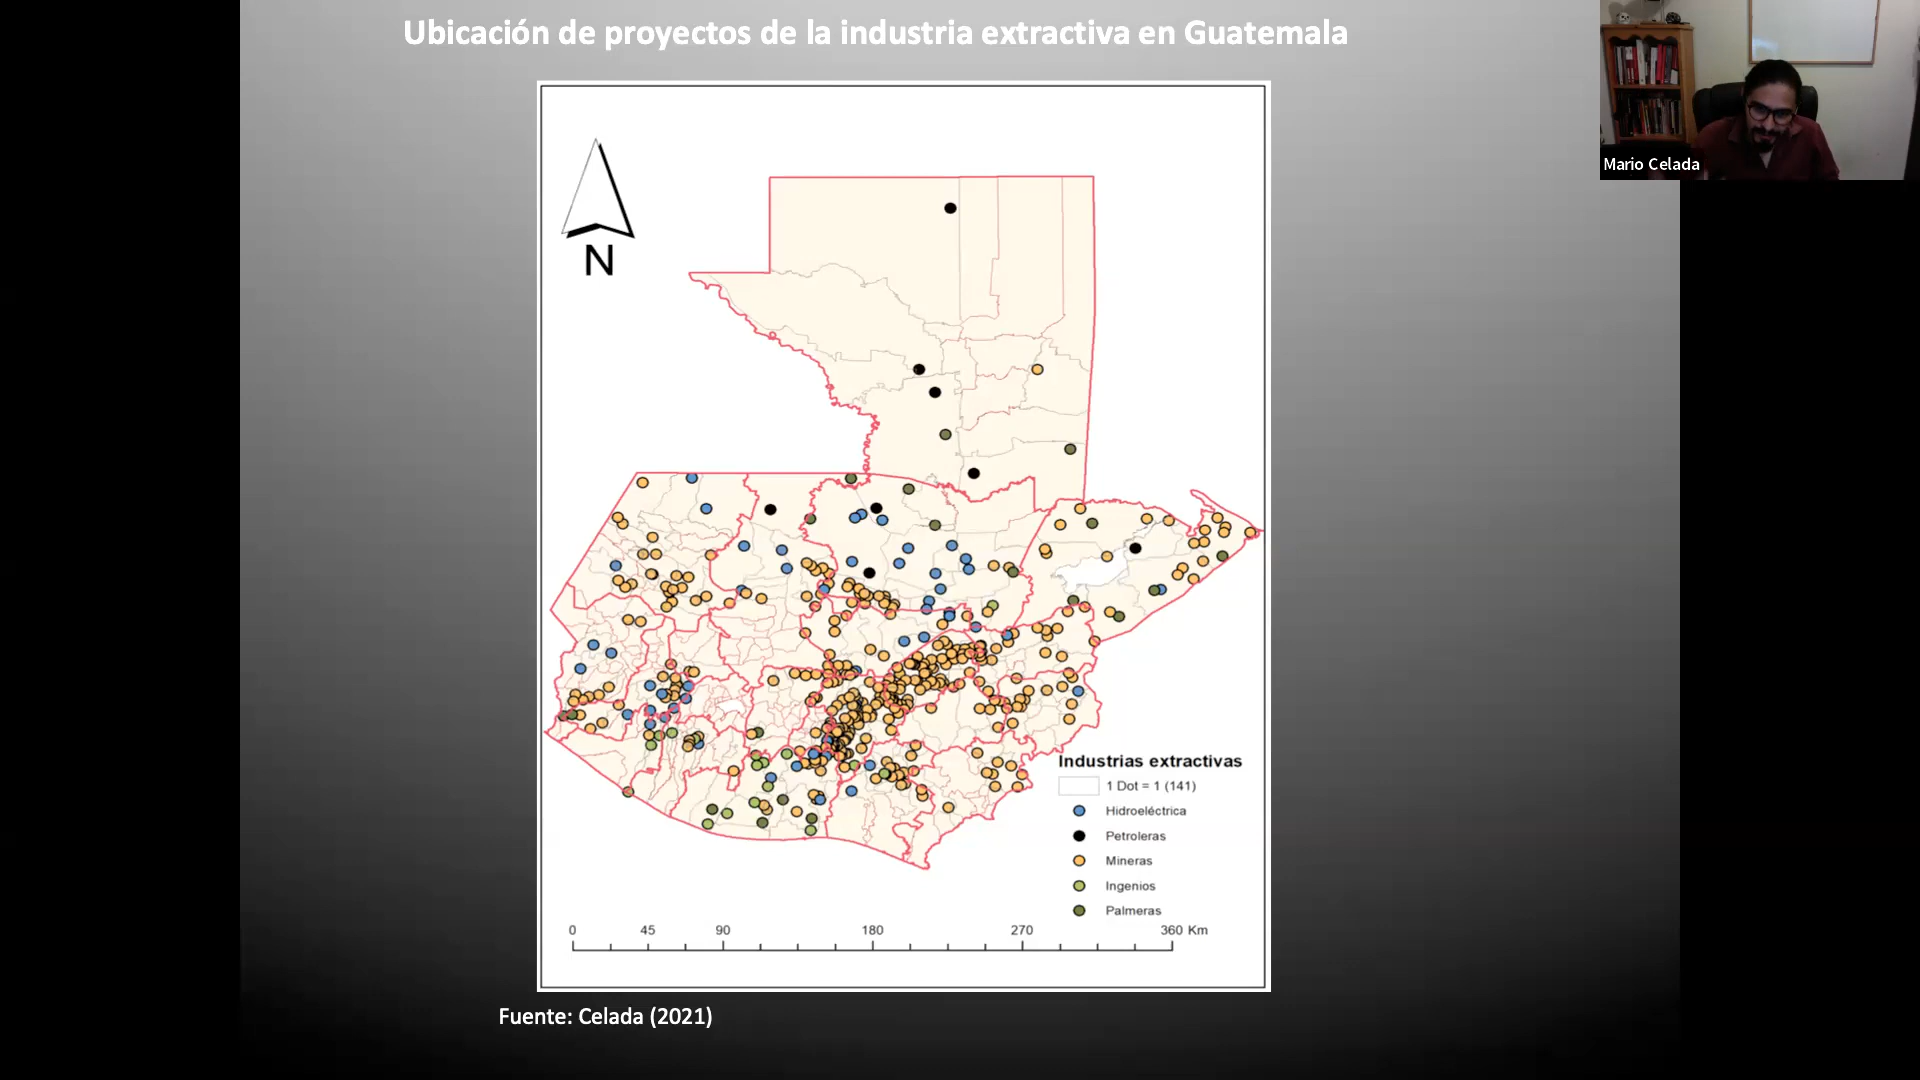 Ubicación de proyectos de la industria extractiva en Guatemala
Mario Celada
N
Industrias extractivas
1 Dot = 1 (141)
Hidroeléctrica
Petroleras
Mineras
Ingenios
Palmeras
0 45 90 180 270 360 Km
Fuente: Celada (2021)